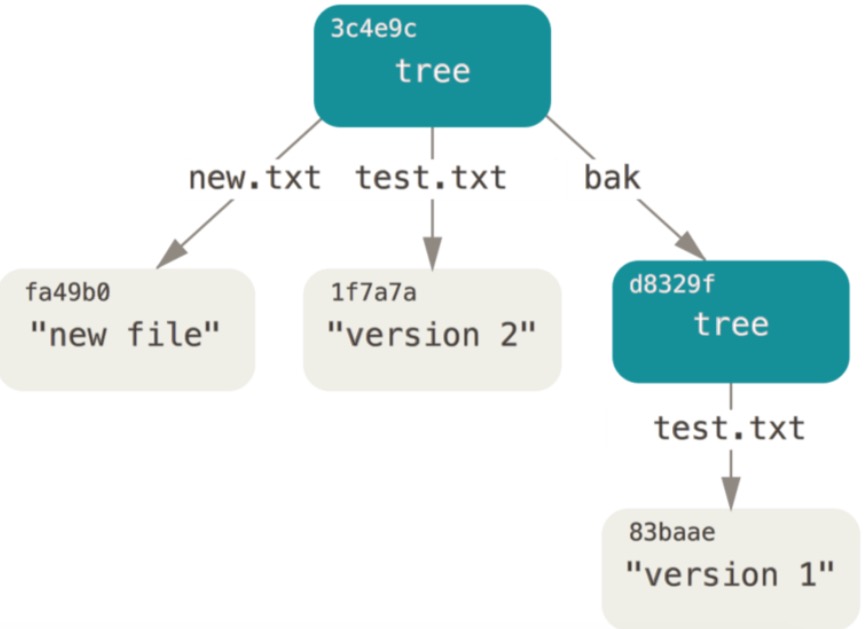 3c4e9c
tree
new.txt test.txt bak
fa49b0
"new file"
1f7a7a
"version 2"
d8329f
tree
test.txt
83baae
"version 1"